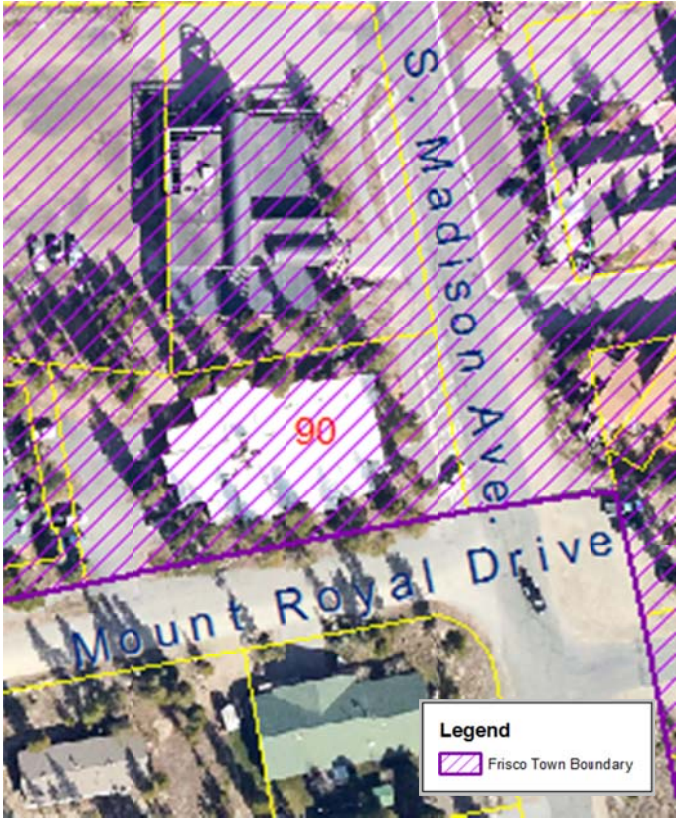 S. Madison Ave.
90
Mount Royal Drive
Legend
Frisco Town Boundary